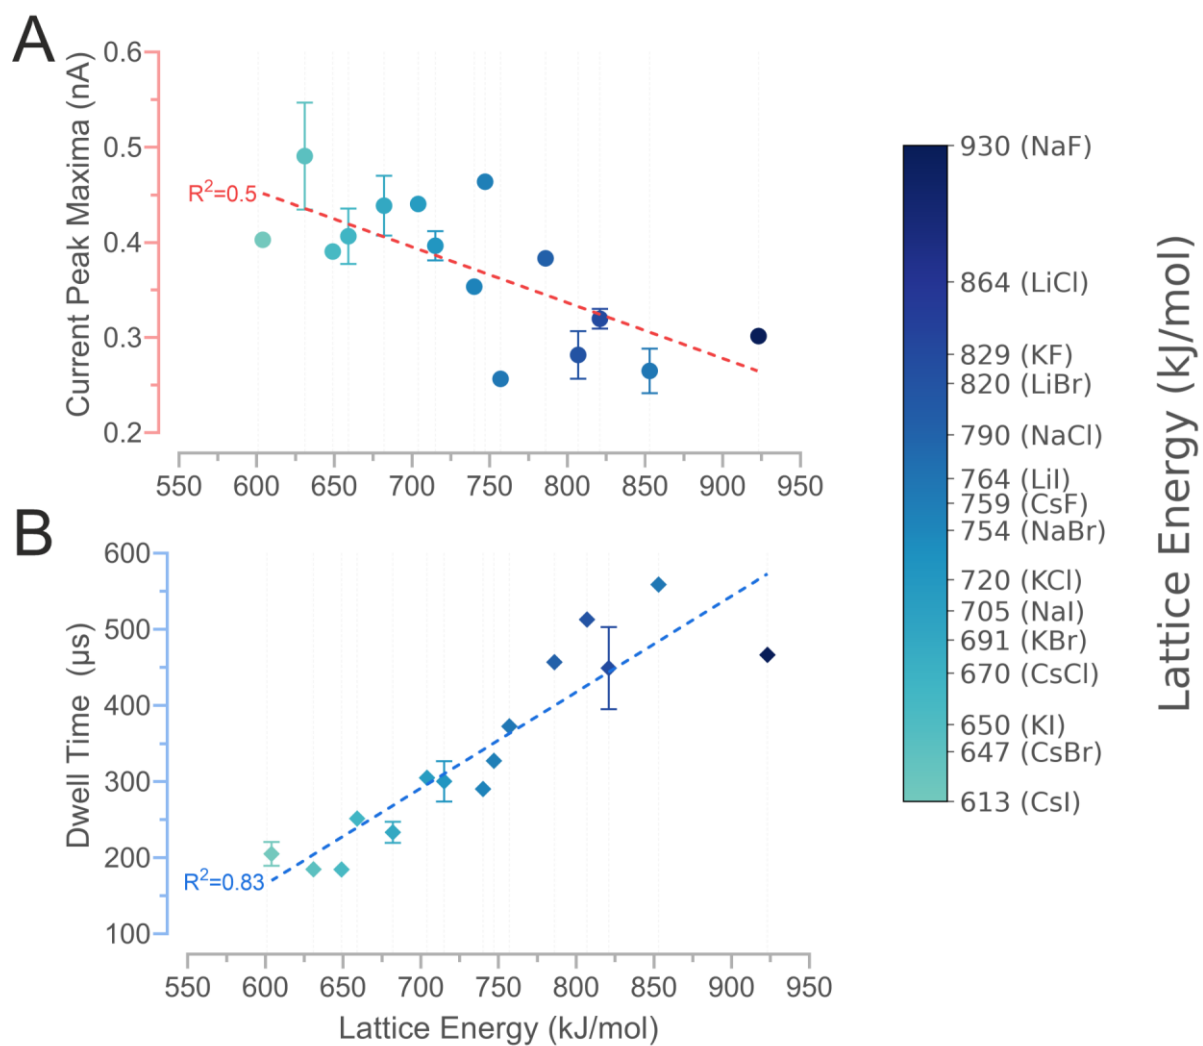 A
Current Peak Maxima (nA)
0.6
0.5
0.4
0.3
0.2
R²=0.5
550 600 650 700 750 800 850 900 950
B
Dwell Time (μs)
600
500
400
300
200
100
R²=0.83
550 600 650 700 750 800 850 900 950
Lattice Energy (kJ/mol)
930 (NaF)
864 (LiCl)
829 (KF)
820 (LiBr)
790 (NaCl)
764 (LiI)
759 (CsF)
754 (NaBr)
720 (KCl)
705 (NaI)
691 (KBr)
670 (CsCl)
650 (KI)
647 (CsBr)
613 (CsI)
Lattice Energy (kJ/mol)